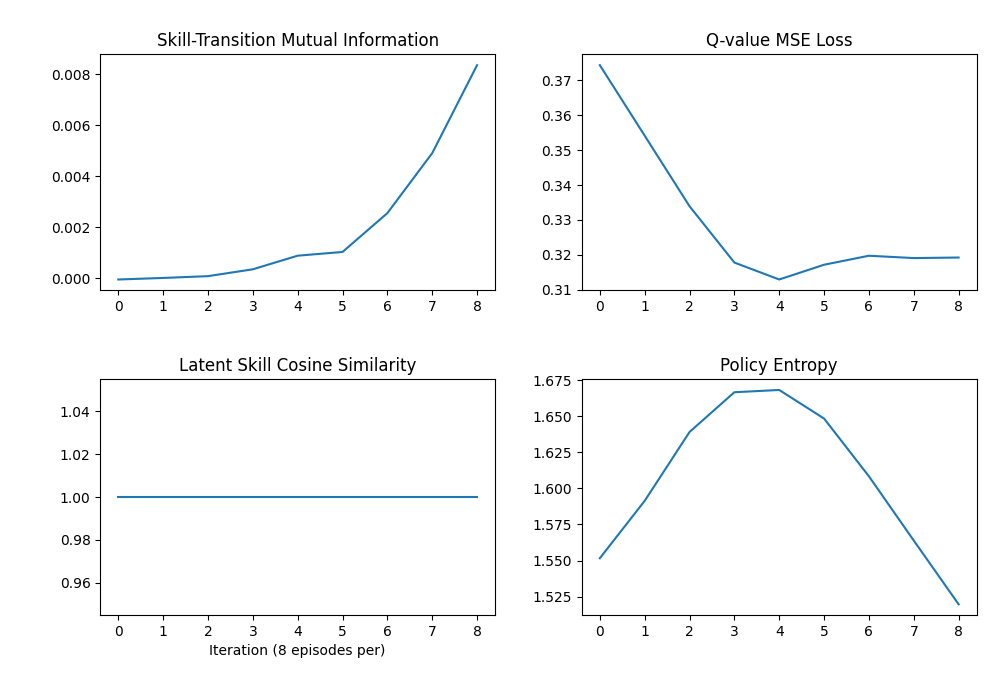 Skill-Transition Mutual Information
0.008
0.006
0.004
0.002
0.000
0 1 2 3 4 5 6 7 8
Q-value MSE Loss
0.37
0.36
0.35
0.34
0.33
0.32
0.31
0 1 2 3 4 5 6 7 8
Latent Skill Cosine Similarity
1.04
1.02
1.00
0.98
0.96
0 1 2 3 4 5 6 7 8
Iteration (8 episodes per)
Policy Entropy
1.675
1.650
1.625
1.600
1.575
1.550
1.525
0 1 2 3 4 5 6 7 8